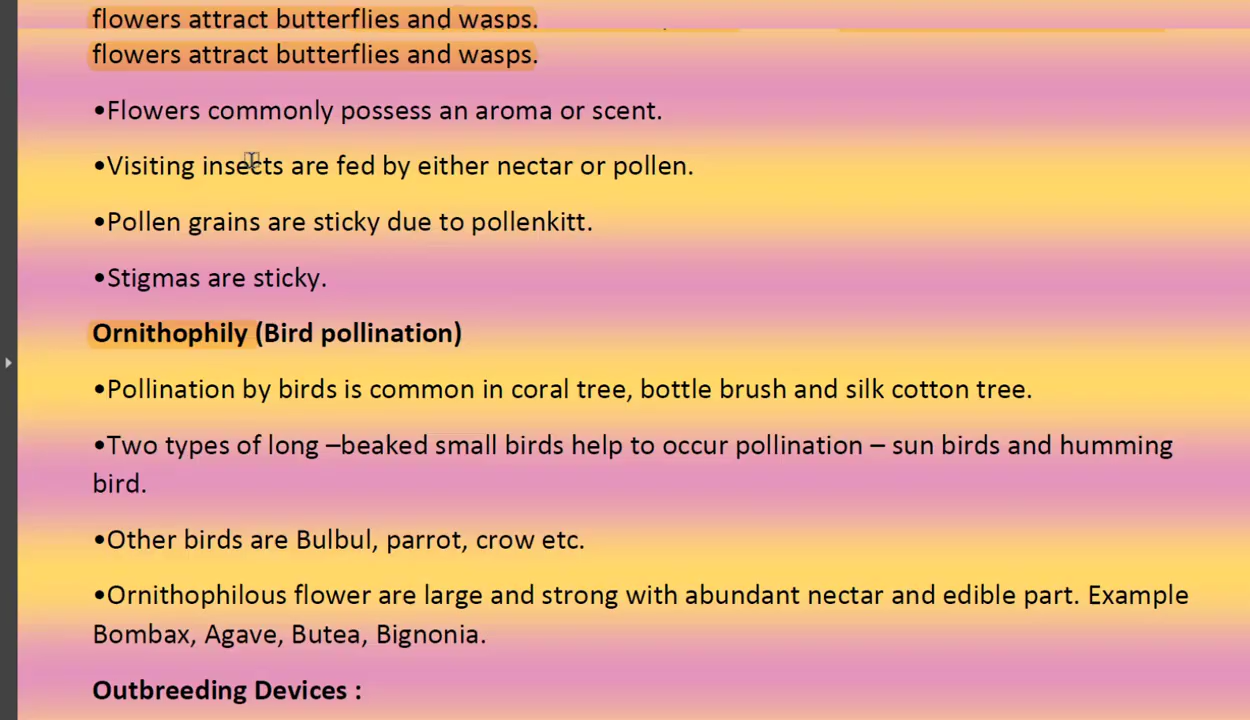 flowers attract butterflies and wasps.
flowers attract butterflies and wasps.
•Flowers commonly possess an aroma or scent.
•Visiting insects are fed by either nectar or pollen.
•Pollen grains are sticky due to pollenkitt.
•Stigmas are sticky.
Ornithophily (Bird pollination)
•Pollination by birds is common in coral tree, bottle brush and silk cotton tree.
•Two types of long –beaked small birds help to occur pollination – sun birds and humming
bird.
•Other birds are Bulbul, parrot, crow etc.
•Ornithophilous flower are large and strong with abundant nectar and edible part. Example
Bombax, Agave, Butea, Bignonia.
Outbreeding Devices :